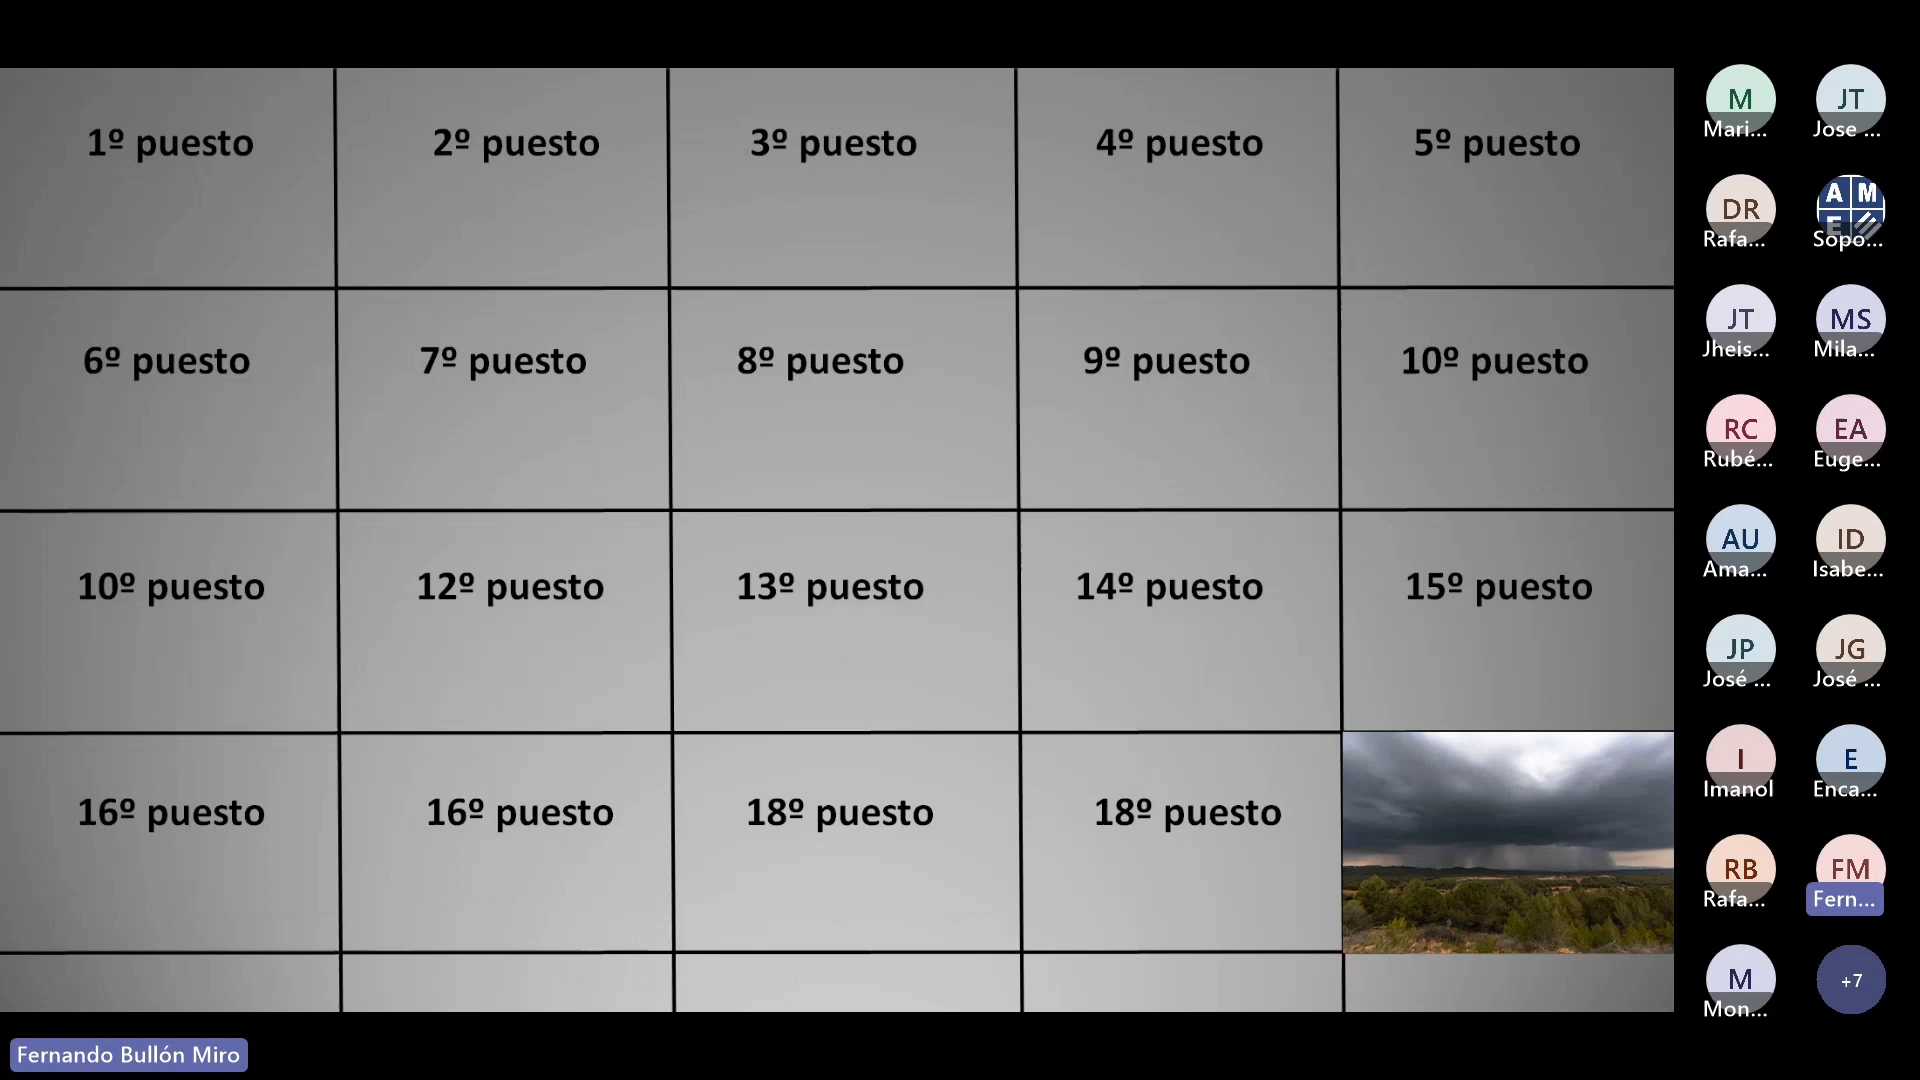 1º puesto
2º puesto
3º puesto
4º puesto
5º puesto
6º puesto
7º puesto
8º puesto
9º puesto
10º puesto
10º puesto
12º puesto
13º puesto
14º puesto
15º puesto
16º puesto
16º puesto
18º puesto
18º puesto
M
Mari...
JT
Jose ...
DR
Rafa...
A M
E
Sopo...
JT
Jheis...
MS
Mila...
RC
Rubé...
EA
Euge...
AU
Ama...
ID
Isabe...
JP
José ...
JG
José ...
I
Imanol
E
Enca...
RB
Rafa...
FM
Fern...
M
Mon...
+7
Fernando Bullón Miro